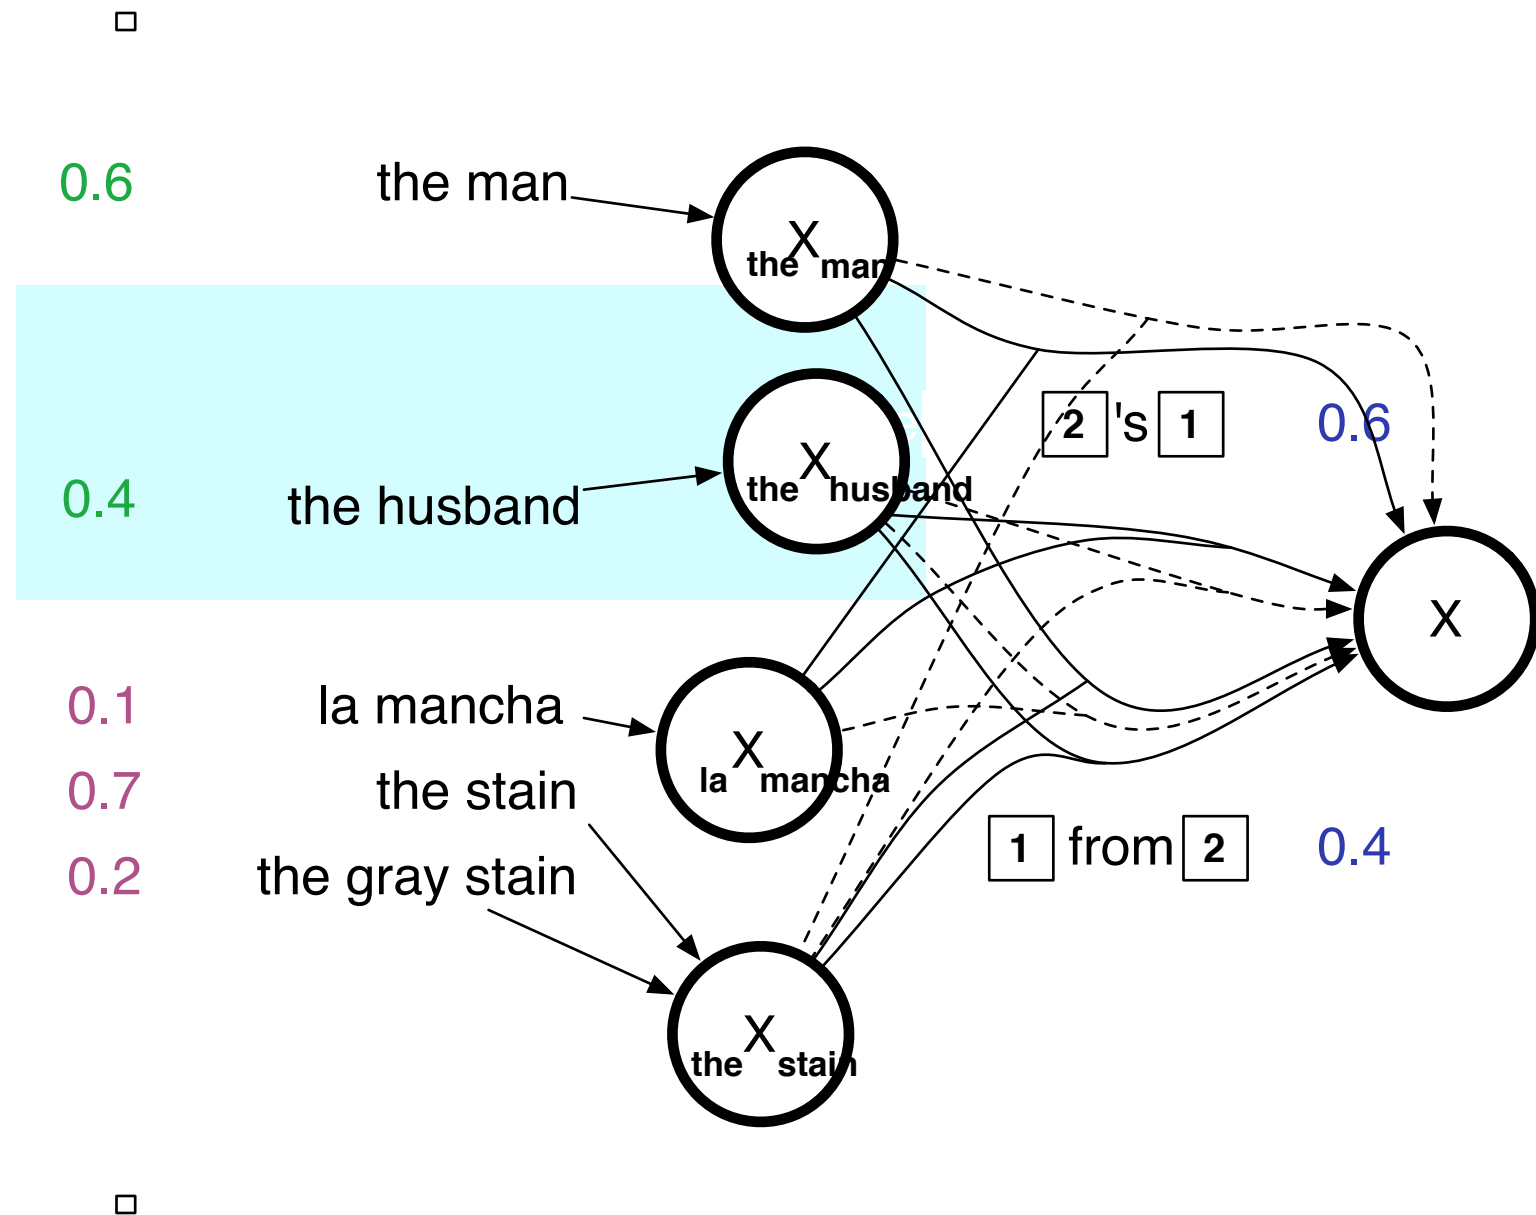 0.6 the man
X
the man
2 's 1 0.6
X
the husband
0.4 the husband
X
0.1 la mancha
X
la mancha
0.7 the stain
1 from 2 0.4
0.2 the gray stain
X
the stain